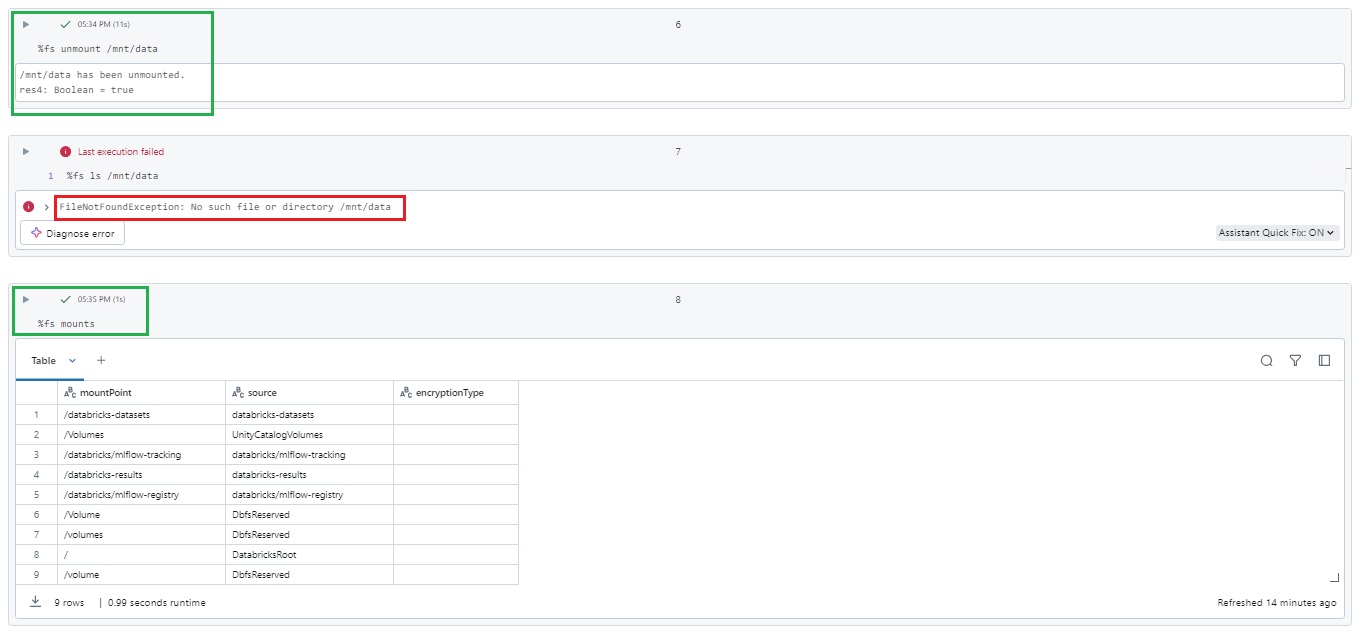 05:34 PM (11s)
6
%fs unmount /mnt/data
/mnt/data has been unmounted.
res4: Boolean = true
Last execution failed
7
1 %fs ls /mnt/data
FileNotFoundException: No such file or directory /mnt/data
Diagnose error
Assistant Quick Fix: ON
05:35 PM (1s)
8
%fs mounts
Table +
mountPoint source encryptionType
1 /databricks-datasets databricks-datasets
2 /Volumes UnityCatalogVolumes
3 /databricks/mlflow-tracking databricks/mlflow-tracking
4 /databricks-results databricks-results
5 /databricks/mlflow-registry databricks/mlflow-registry
6 /Volume DbfsReserved
7 /volumes DbfsReserved
8 / DatabricksRoot
9 /volume DbfsReserved
9 rows | 0.99 seconds runtime
Refreshed 14 minutes ago